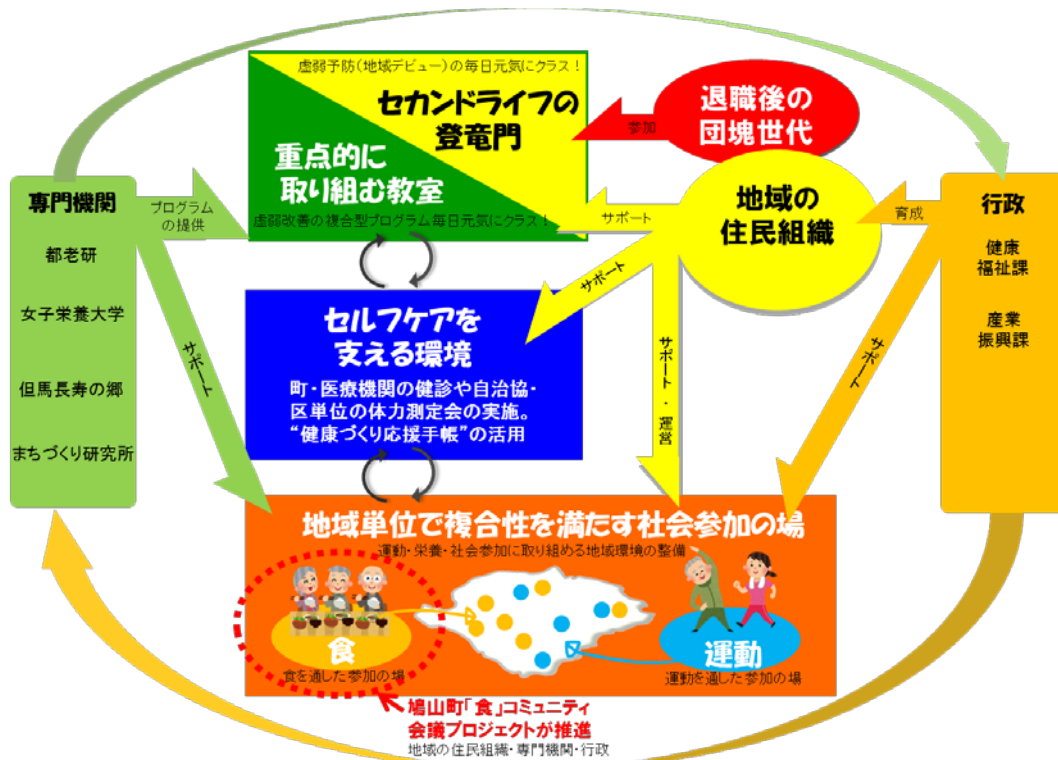 虚弱予防(地域デビュー)の毎日元気にクラス!
セカンドライフの
登竜門
重点的に
取り組む教室
虚弱改善の複合型プログラム毎日元気にクラス!
参加
退職後の
団塊世代
地域の
住民組織
サポート
育成
行政
健康
福祉課
産業
振興課
専門機関
都老研
女子栄養大学
但馬長寿の郷
まちづくり研究所
プログラム
の提供
サポート
サポート
サポート・運営
サポート
セルフケアを
支える環境
町・医療機関の健診や自治協・
区単位の体力測定会の実施。
“健康づくり応援手帳”の活用
地域単位で複合性を満たす社会参加の場
運動・栄養・社会参加に取り組める地域環境の整備
食
食を通した参加の場
運動
運動を通した参加の場
鳩山町「食」コミュニティ
会議プロジェクトが推進
地域の住民組織・専門機関・行政